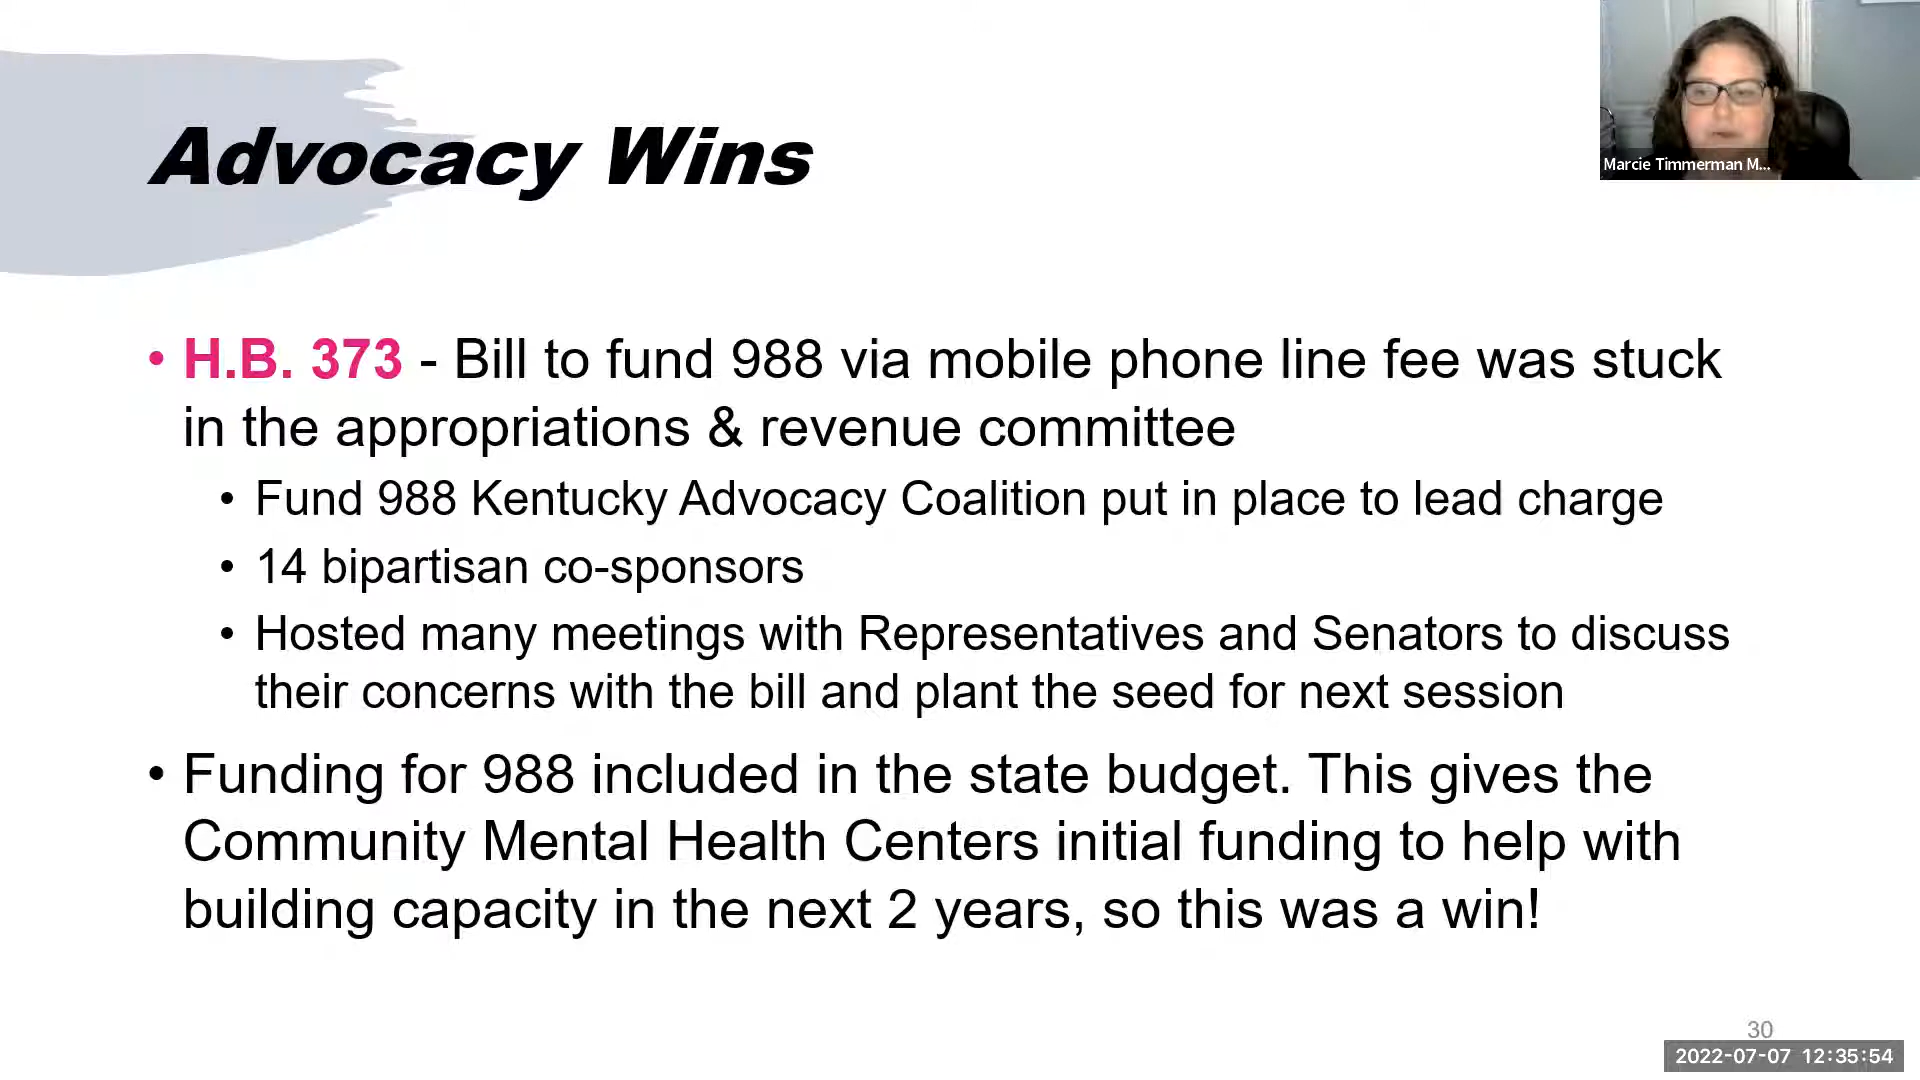 Marcie Timmerman M...
Advocacy Wins
• H.B. 373 - Bill to fund 988 via mobile phone line fee was stuck
in the appropriations & revenue committee
• Fund 988 Kentucky Advocacy Coalition put in place to lead charge
• 14 bipartisan co-sponsors
• Hosted many meetings with Representatives and Senators to discuss
their concerns with the bill and plant the seed for next session
• Funding for 988 included in the state budget. This gives the
Community Mental Health Centers initial funding to help with
building capacity in the next 2 years, so this was a win!
30
2022-07-07 12:35:54